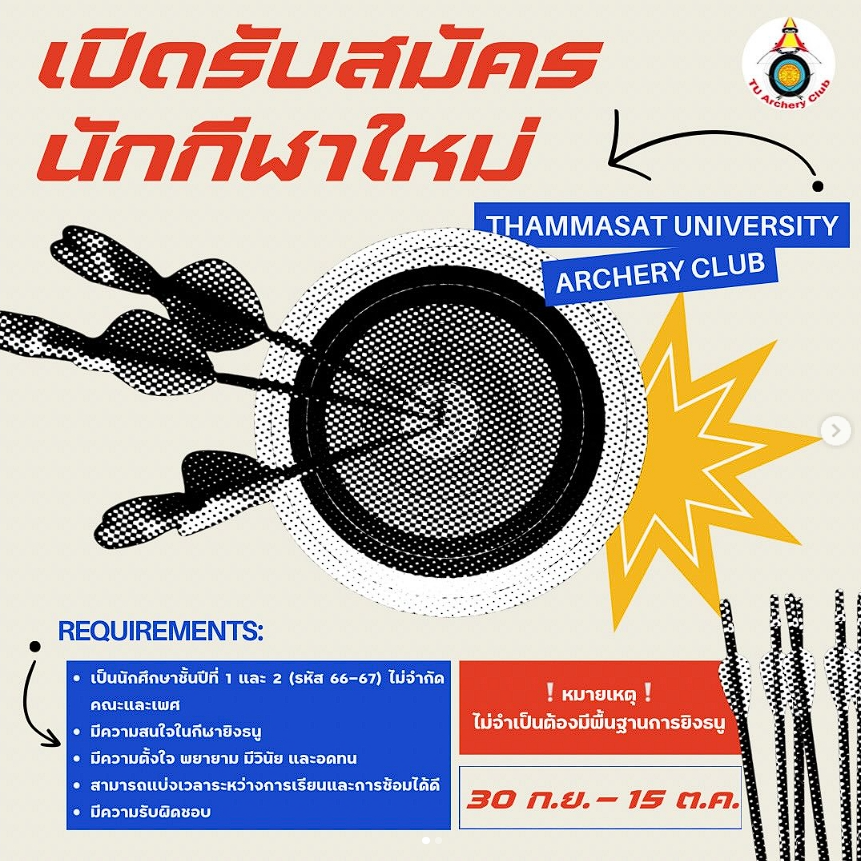 เปิดรับสมัคร
นักกีฬาใหม่
TU Archery Club
THAMMASAT UNIVERSITY
ARCHERY CLUB
REQUIREMENTS:
• เป็นนักศึกษาชั้นปีที่ 1 และ 2 (รหัส 66-67) ไม่จำกัด
คณะและเพศ
• มีความสนใจในกีฬายิงธนู
• มีความตั้งใจ พยายาม มีวินัย และอดทน
• สามารถแบ่งเวลาระหว่างการเรียนและการซ้อมได้ดี
• มีความรับผิดชอบ
❕หมายเหตุ❕
ไม่จำเป็นต้องมีพื้นฐานการยิงธนู
30 ก.ย. – 15 ต.ค.